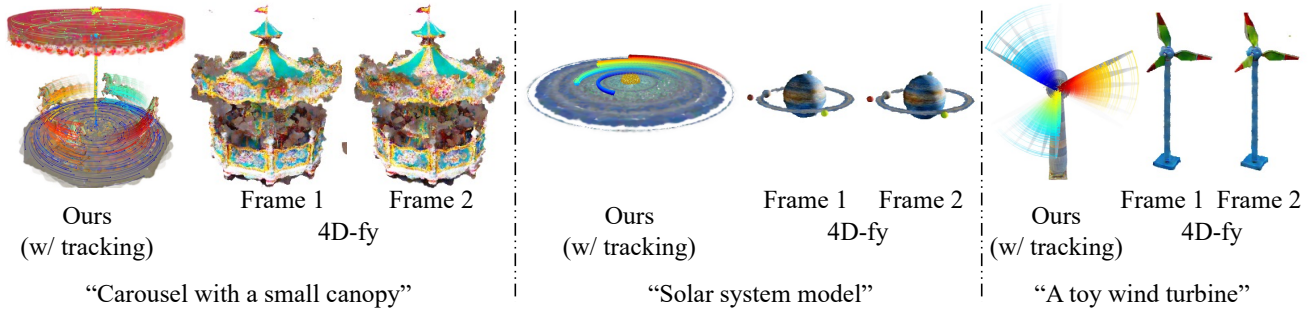 Frame 1
Frame 2
Ours
(w/ tracking)
4D-fy
“Carousel with a small canopy”
Frame 1
Frame 2
Ours
(w/ tracking)
4D-fy
“Solar system model”
Frame 1
Frame 2
Ours
(w/ tracking)
4D-fy
“A toy wind turbine”